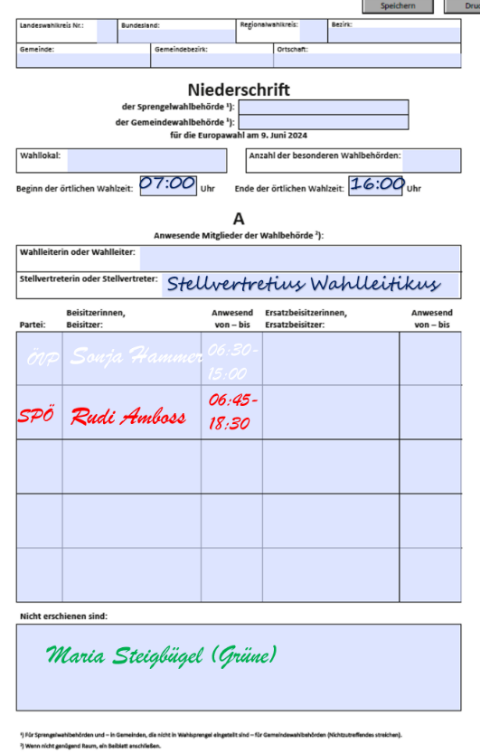 Speichern Druc
Landeswahlkreis Nr.: Bundesland: Regionalwahlkreis: Bezirk:
Gemeinde: Gemeindebezirk: Ortschaft:
Niederschrift
der Sprengelwahlbehörde ¹):
der Gemeindewahlbehörde ¹):
für die Europawahl am 9. Juni 2024
Wahllokal: Anzahl der besonderen Wahlbehörden:
Beginn der örtlichen Wahlzeit: 07:00 Uhr Ende der örtlichen Wahlzeit: 16:00 Uhr
A
Anwesende Mitglieder der Wahlbehörde ²):
Wahlleiterin oder Wahlleiter:
Stellvertreterin oder Stellvertreter: Stellvertretius Wahlleitikus
Beisitzerinnen, Anwesend Ersatzbeisitzerinnen, Anwesend
Partei: Beisitzer: von – bis Ersatzbeisitzer: von – bis
ÖVP Sonja Hammer 06:30-
15:00
SPÖ Rudi Amboss 06:45-
18:30
Nicht erschienen sind:
Maria Steigbügel (Grüne)
¹) Für Sprengelwahlbehörden und – in Gemeinden, die nicht in Wahlsprengel eingeteilt sind – für Gemeindewahlbehörden (Nichtzutreffendes streichen).
²) Wenn nicht genügend Raum, ein Beiblatt anschließen.